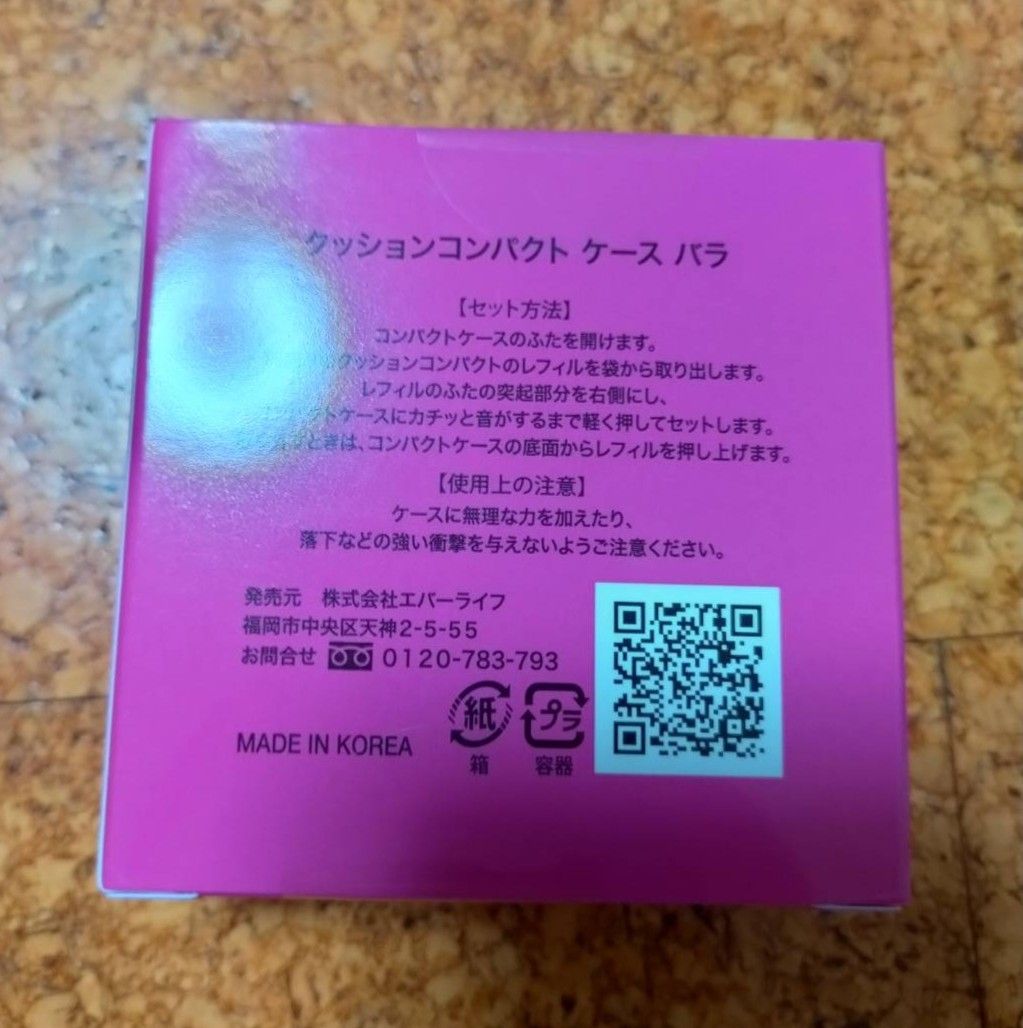 クッションコンパクト ケース バラ
【セット方法】
コンパクトケースのふたを開けます。
クッションコンパクトのレフィルを袋から取り出します。
レフィルのふたの突起部分を右側にし、
コンパクトケースにカチッと音がするまで軽く押してセットします。
ときは、コンパクトケースの底面からレフィルを押し上げます。
【使用上の注意】
ケースに無理な力を加えたり、
落下などの強い衝撃を与えないようご注意ください。
発売元 株式会社エバーライフ
福岡市中央区天神2-5-55
お問合せ 0120-783-793
紙 プラ
MADE IN KOREA
箱 容器